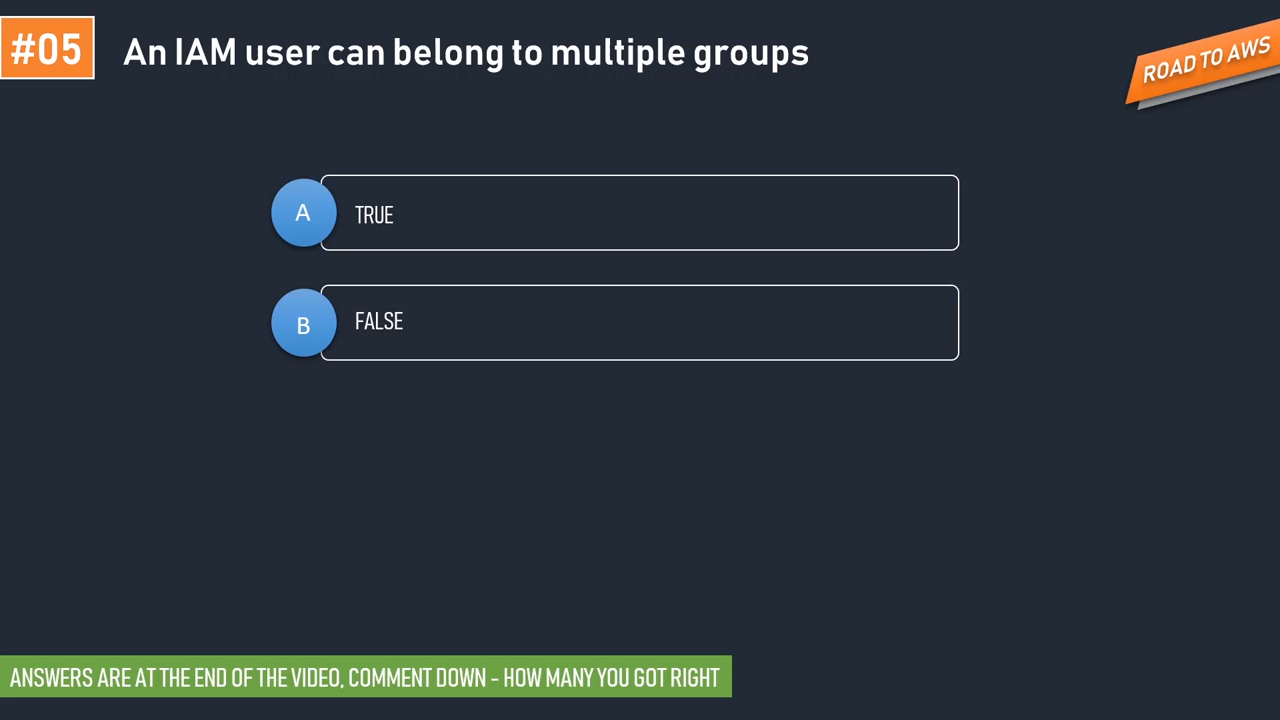 #05
An IAM user can belong to multiple groups
ROAD TO AWS
A
TRUE
B
FALSE
ANSWERS ARE AT THE END OF THE VIDEO, COMMENT DOWN - HOW MANY YOU GOT RIGHT